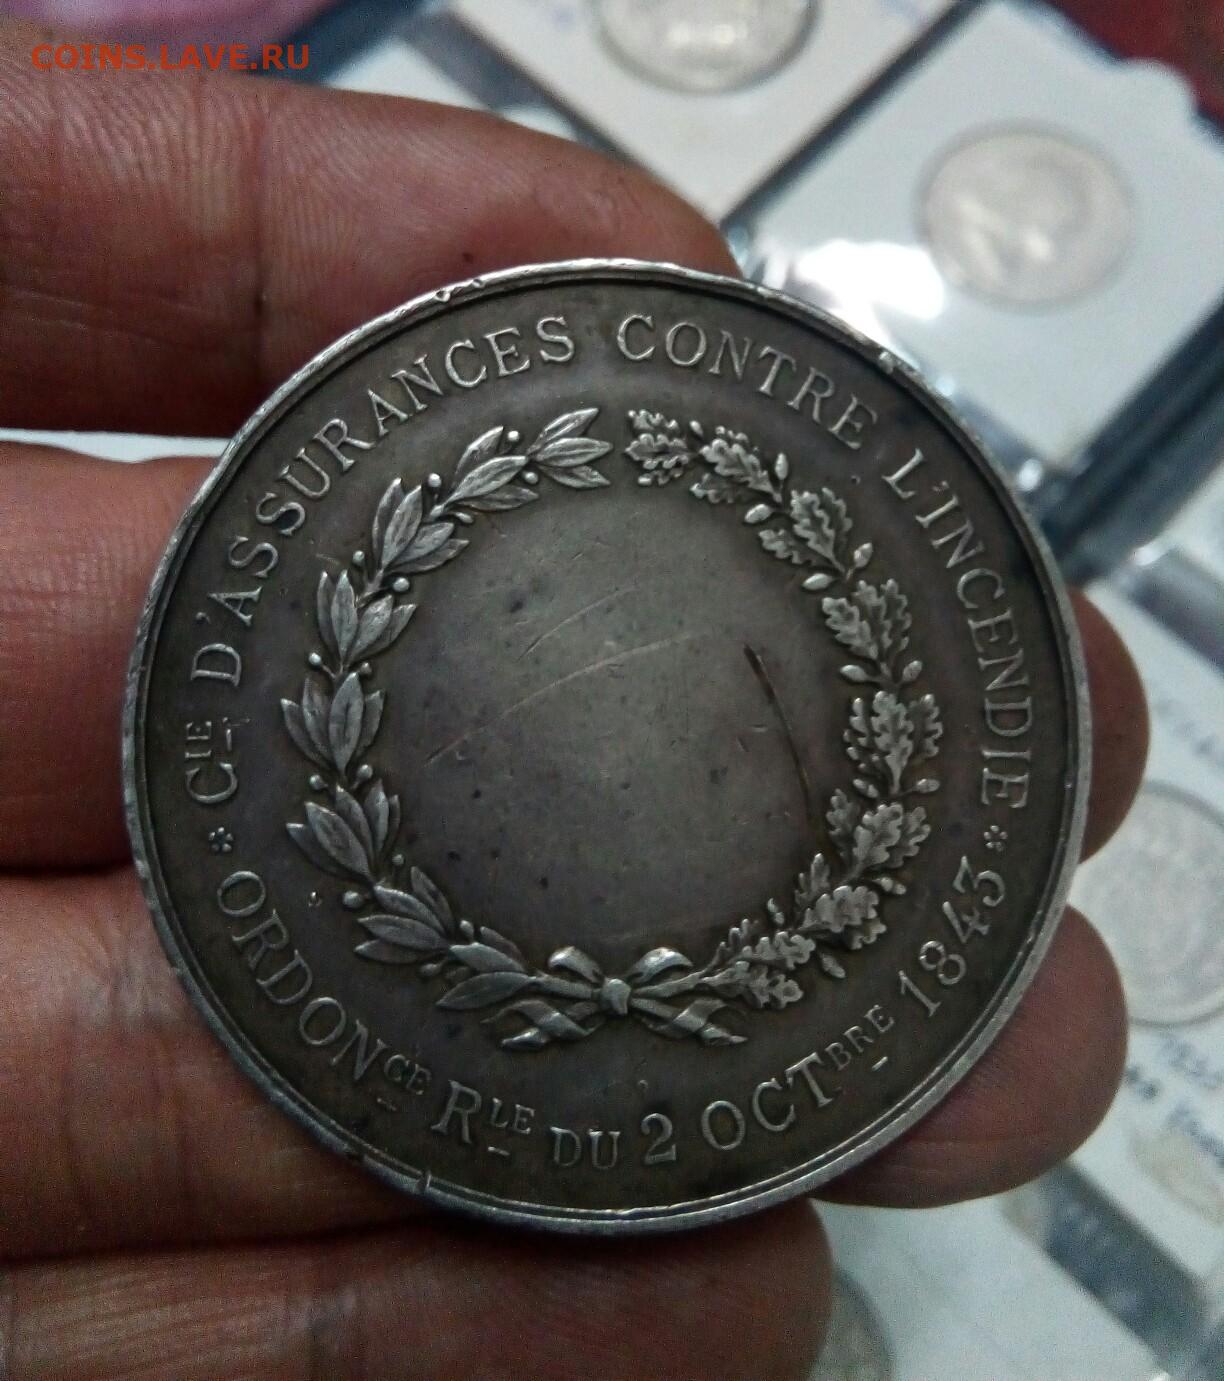 COINS.LAVE.RU
CIE D'ASSURANCES CONTRE L'INCENDIE
ORDONCE RLE DU 2 OCTBRE 1843